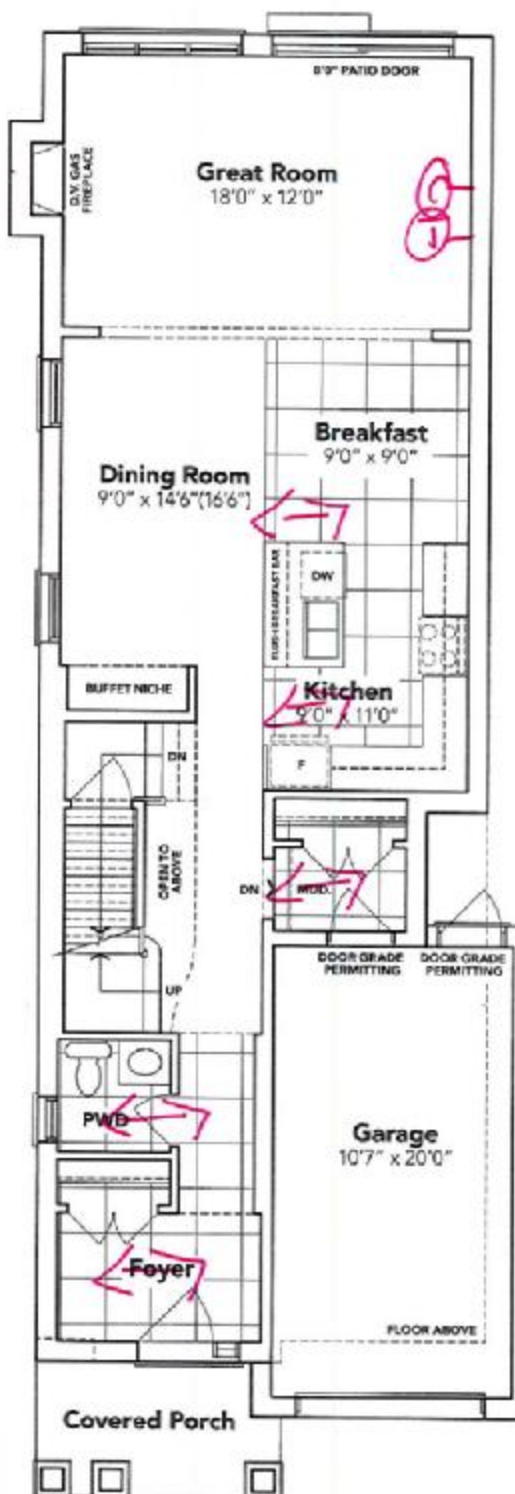 8'0" PATIO DOOR
D.V. GAS
FIREPLACE
Great Room
18'0" x 12'0"
C
J
Breakfast
9'0" x 9'0"
Dining Room
9'0" x 14'6"(16'6")
FLUSH BREAKFAST BAR
DW
BUFFET NICHE
Kitchen
9'0" x 11'0"
F
DN
OPEN TO
ABOVE
DN
MUD
UP
DOOR GRADE
PERMITTING
DOOR GRADE
PERMITTING
PWD
Garage
10'7" x 20'0"
Foyer
FLOOR ABOVE
Covered Porch